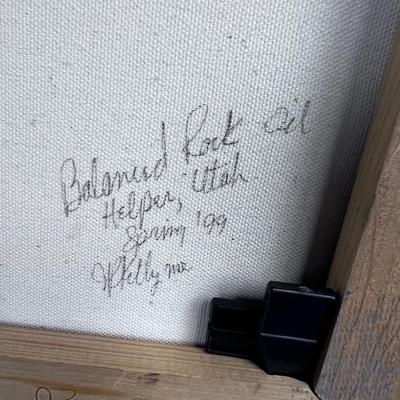 Balanced Rock Oil
Helper, Utah
Spring '99